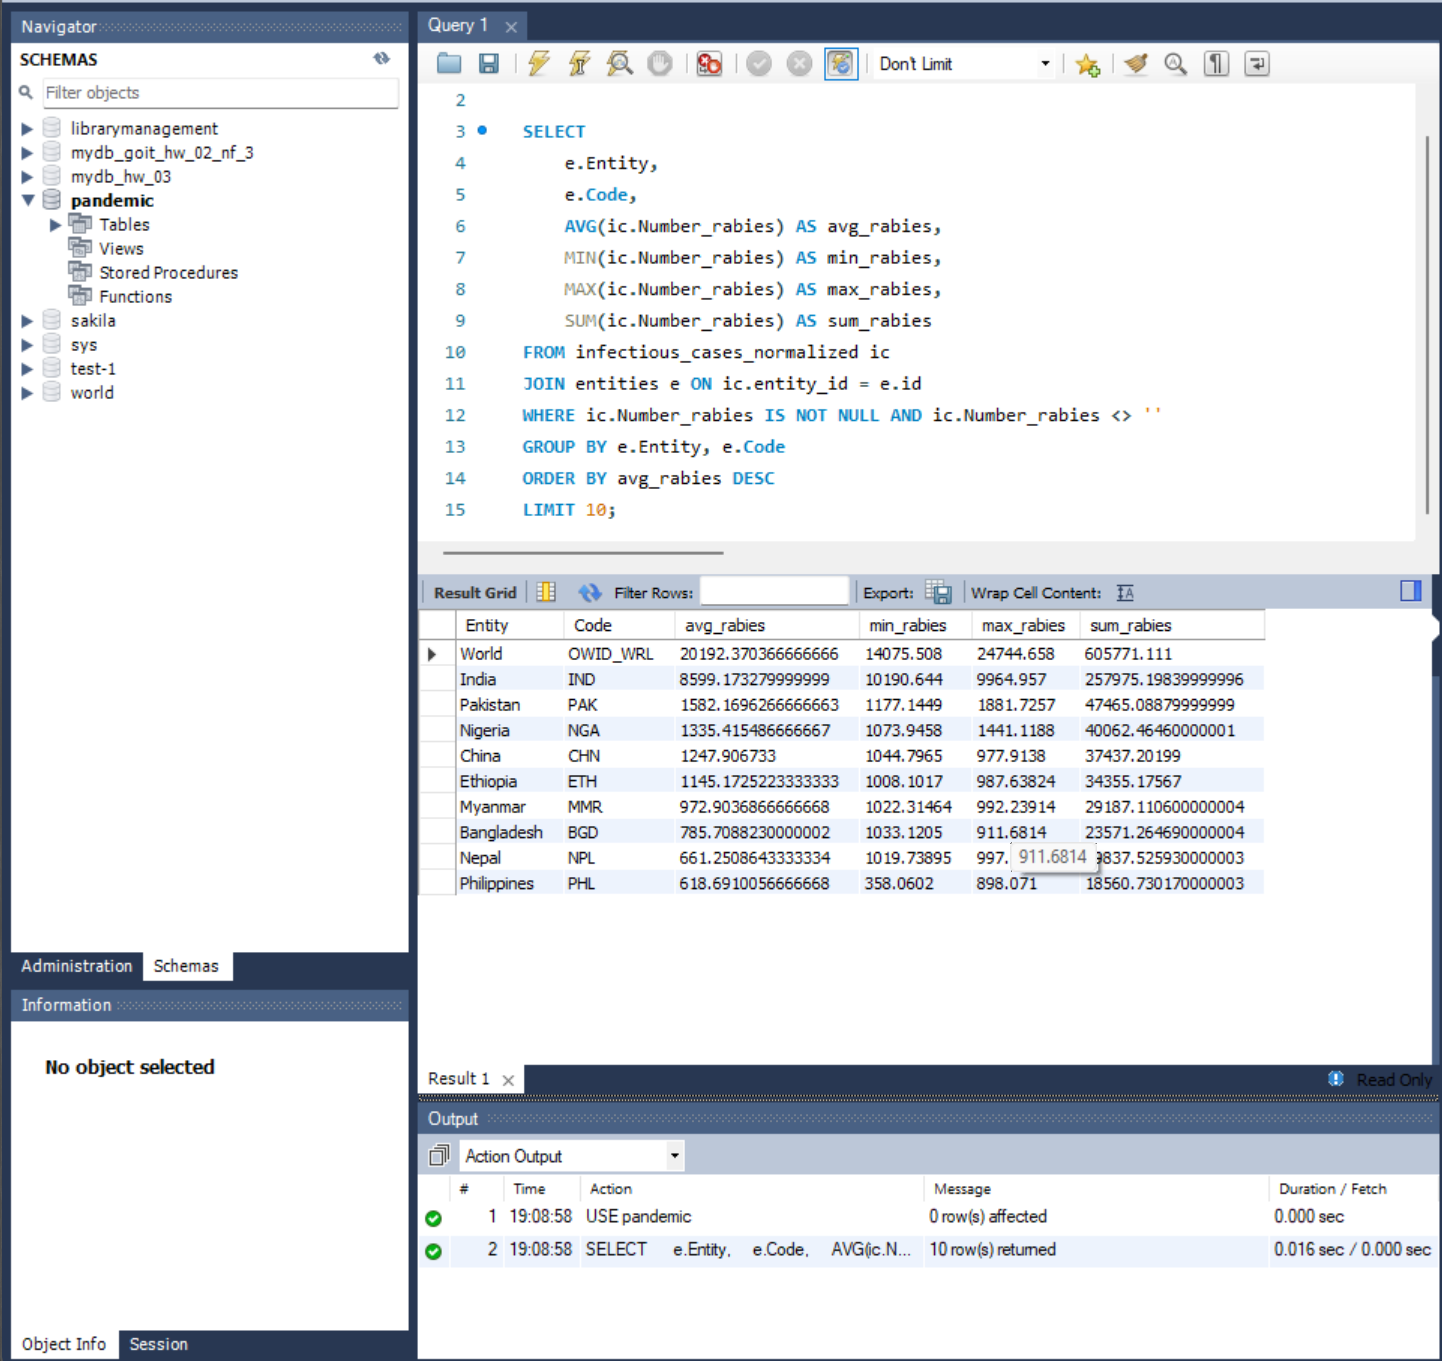 Navigator
SCHEMAS
Filter objects
librarymanagement
mydb_goit_hw_02_nf_3
mydb_hw_03
pandemic
Tables
Views
Stored Procedures
Functions
sakila
sys
test-1
world
Administration Schemas
Information
No object selected
Object Info Session
Query 1
Don't Limit
2
3 SELECT
4 e.Entity,
5 e.Code,
6 AVG(ic.Number_rabies) AS avg_rabies,
7 MIN(ic.Number_rabies) AS min_rabies,
8 MAX(ic.Number_rabies) AS max_rabies,
9 SUM(ic.Number_rabies) AS sum_rabies
10 FROM infectious_cases_normalized ic
11 JOIN entities e ON ic.entity_id = e.id
12 WHERE ic.Number_rabies IS NOT NULL AND ic.Number_rabies <> ''
13 GROUP BY e.Entity, e.Code
14 ORDER BY avg_rabies DESC
15 LIMIT 10;
Result Grid Filter Rows: Export: Wrap Cell Content:
Entity Code avg_rabies min_rabies max_rabies sum_rabies
World OWID_WRL 20192.370366666666 14075.508 24744.658 605771.111
India IND 8599.173279999999 10190.644 9964.957 257975.19839999996
Pakistan PAK 1582.1696266666663 1177.1449 1881.7257 47465.08879999999
Nigeria NGA 1335.415486666667 1073.9458 1441.1188 40062.46460000001
China CHN 1247.906733 1044.7965 977.9138 37437.20199
Ethiopia ETH 1145.1725223333333 1008.1017 987.63824 34355.17567
Myanmar MMR 972.9036866666668 1022.31464 992.23914 29187.110600000004
Bangladesh BGD 785.7088230000002 1033.1205 911.6814 23571.264690000004
Nepal NPL 661.2508643333334 1019.73895 997. 911.6814 9837.525930000003
Philippines PHL 618.6910056666668 358.0602 898.071 18560.730170000003
Result 1 Read Only
Output
Action Output
# Time Action Message Duration / Fetch
1 19:08:58 USE pandemic 0 row(s) affected 0.000 sec
2 19:08:58 SELECT e.Entity, e.Code, AVG(ic.N... 10 row(s) returned 0.016 sec / 0.000 sec